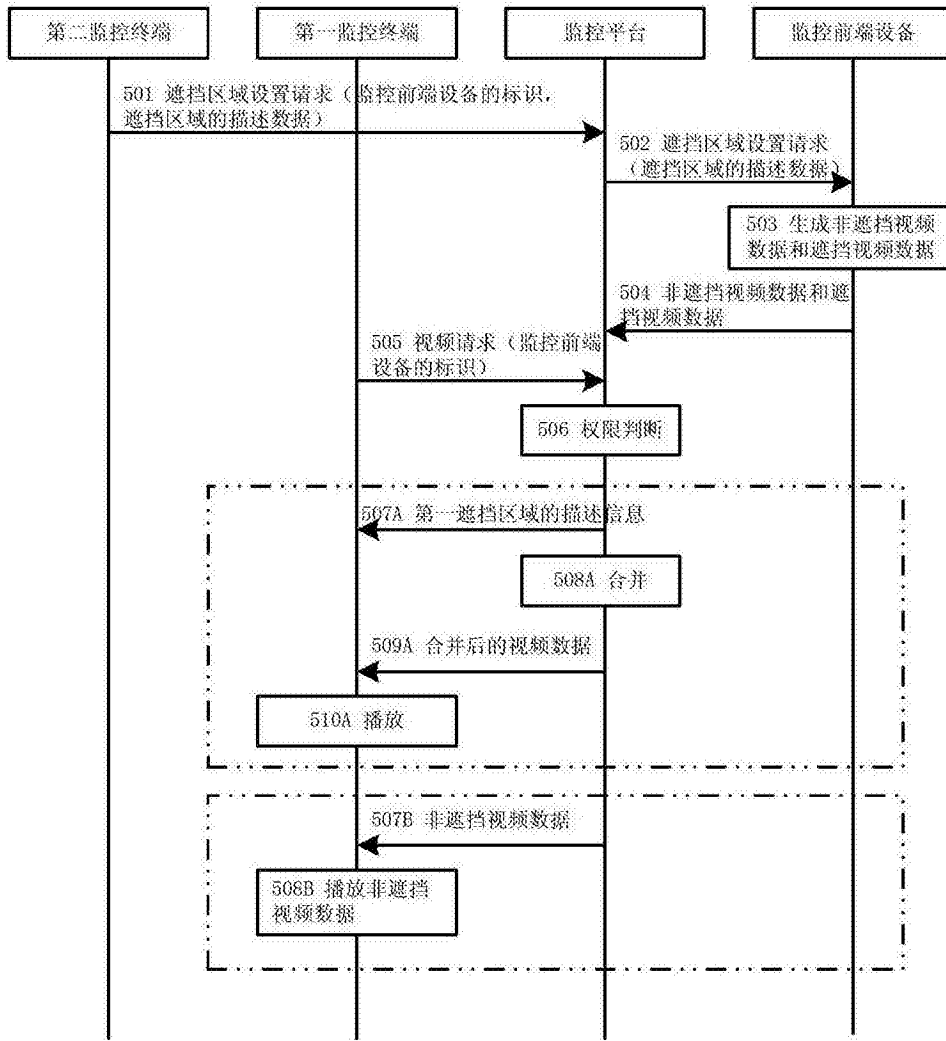 第二监控终端
第一监控终端
监控平台
监控前端设备
501 遮挡区域设置请求（监控前端设备的标识，
遮挡区域的描述数据）
502 遮挡区域设置请求
（遮挡区域的描述数据）
503 生成非遮挡视频
数据和遮挡视频数据
504 非遮挡视频数据和遮
挡视频数据
505 视频请求（监控前端
设备的标识）
506 权限判断
507A 第一遮挡区域的描述信息
508A 合并
509A 合并后的视频数据
510A 播放
507B 非遮挡视频数据
508B 播放非遮挡
视频数据